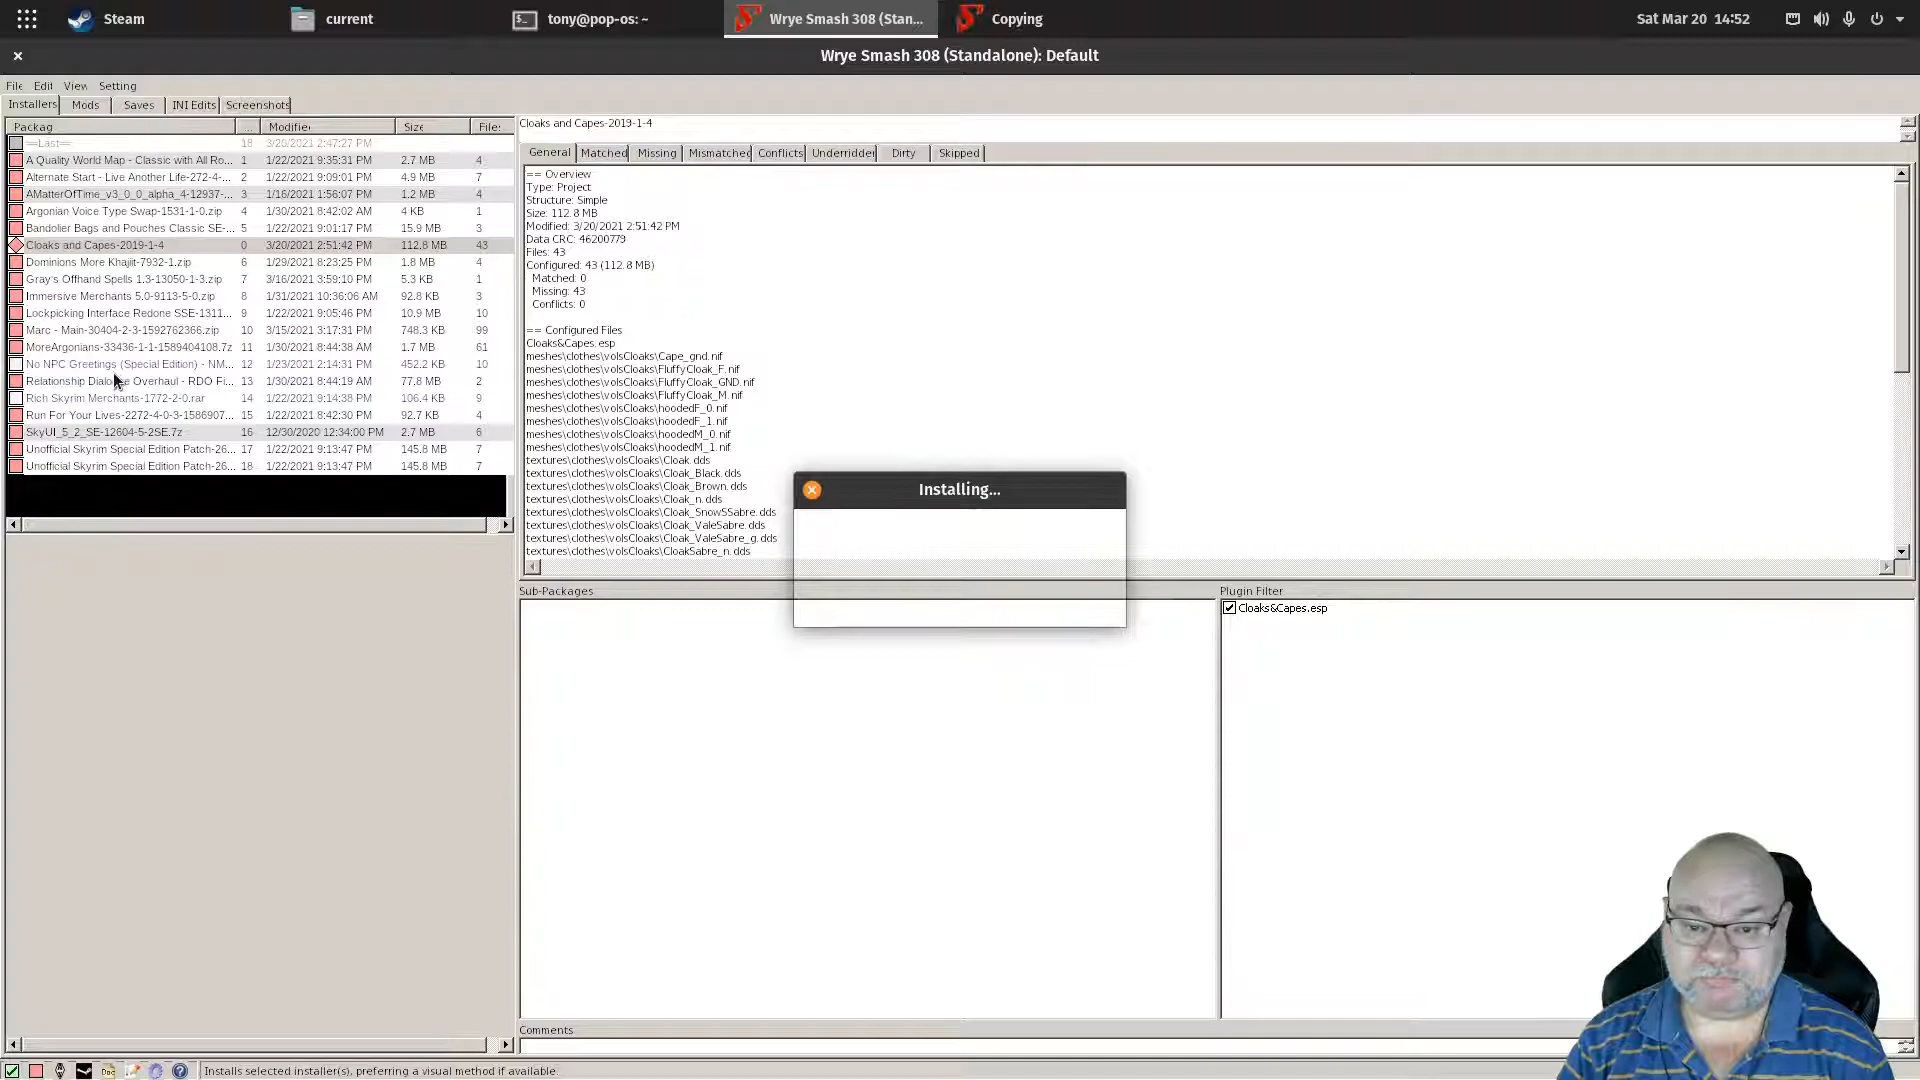 Steam
current
tony@pop-os: ~
Wrye Smash 308 (Stan...
Copying
Sat Mar 20 14:52
Wrye Smash 308 (Standalone): Default
File Edit View Setting
Installers Mods Saves INI Edits Screenshots
Packag ... Modifie Size Files
==Last== 18 3/20/2021 2:47:27 PM
A Quality World Map - Classic with All Ro... 1 1/22/2021 9:35:31 PM 2.7 MB 4
Alternate Start - Live Another Life-272-4-... 2 1/22/2021 9:09:01 PM 4.9 MB 7
AMatterOfTime_v3_0_0_alpha_4-12937-... 3 1/16/2021 1:56:07 PM 1.2 MB 4
Argonian Voice Type Swap-1531-1-0.zip 4 1/30/2021 8:42:02 AM 4 KB 1
Bandolier Bags and Pouches Classic SE-... 5 1/22/2021 9:01:17 PM 15.9 MB 3
Cloaks and Capes-2019-1-4 0 3/20/2021 2:51:42 PM 112.8 MB 43
Dominions More Khajiit-7932-1.zip 6 1/29/2021 8:23:25 PM 1.8 MB 4
Gray's Offhand Spells 1.3-13050-1-3.zip 7 3/16/2021 3:59:10 PM 5.3 KB 1
Immersive Merchants 5.0-9113-5-0.zip 8 1/31/2021 10:36:06 AM 92.8 KB 3
Lockpicking Interface Redone SSE-1311... 9 1/22/2021 9:05:46 PM 10.9 MB 10
Marc - Main-30404-2-3-1592762366.zip 10 3/15/2021 3:17:31 PM 748.3 KB 99
MoreArgonians-33436-1-1-1589404108.7z 11 1/30/2021 8:44:38 AM 1.7 MB 61
No NPC Greetings (Special Edition) - NM... 12 1/23/2021 2:14:31 PM 452.2 KB 10
Relationship Dialogue Overhaul - RDO Fi... 13 1/30/2021 8:44:19 AM 77.8 MB 2
Rich Skyrim Merchants-1772-2-0.rar 14 1/22/2021 9:14:38 PM 106.4 KB 9
Run For Your Lives-2272-4-0-3-1586907... 15 1/22/2021 8:42:30 PM 92.7 KB 4
SkyUI_5_2_SE-12604-5-2SE.7z 16 12/30/2020 12:34:00 PM 2.7 MB 6
Unofficial Skyrim Special Edition Patch-26... 17 1/22/2021 9:13:47 PM 145.8 MB 7
Unofficial Skyrim Special Edition Patch-26... 18 1/22/2021 9:13:47 PM 145.8 MB 7
Cloaks and Capes-2019-1-4
General Matched Missing Mismatched Conflicts Underridden Dirty Skipped
== Overview
Type: Project
Structure: Simple
Size: 112.8 MB
Modified: 3/20/2021 2:51:42 PM
Data CRC: 46200779
Files: 43
Configured: 43 (112.8 MB)
Matched: 0
Missing: 43
Conflicts: 0
== Configured Files
Cloaks&Capes.esp
meshes\clothes\volsCloaks\Cape_gnd.nif
meshes\clothes\volsCloaks\FluffyCloak_F.nif
meshes\clothes\volsCloaks\FluffyCloak_GND.nif
meshes\clothes\volsCloaks\FluffyCloak_M.nif
meshes\clothes\volsCloaks\hoodedF_0.nif
meshes\clothes\volsCloaks\hoodedF_1.nif
meshes\clothes\volsCloaks\hoodedM_0.nif
meshes\clothes\volsCloaks\hoodedM_1.nif
textures\clothes\volsCloaks\Cloak.dds
textures\clothes\volsCloaks\Cloak_Black.dds
textures\clothes\volsCloaks\Cloak_Brown.dds
textures\clothes\volsCloaks\Cloak_n.dds
textures\clothes\volsCloaks\Cloak_SnowSSabre.dds
textures\clothes\volsCloaks\Cloak_ValeSabre.dds
textures\clothes\volsCloaks\Cloak_ValeSabre_g.dds
textures\clothes\volsCloaks\CloakSabre_n.dds
Installing...
Sub-Packages
Plugin Filter
Cloaks&Capes.esp
Comments
Installs selected installer(s), preferring a visual method if available.